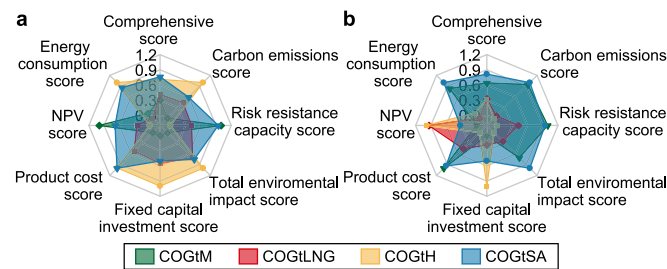 a
Comprehensive
score
Energy
consumption
score
Carbon emissions
score
1.2
0.9
0.6
0.3
NPV
score
Risk resistance
capacity score
Product cost
score
Total enviromental
impact score
Fixed capital
investment score
b
Comprehensive
score
Energy
consumption
score
Carbon emissions
score
1.2
0.9
0.6
0.3
NPV
score
Risk resistance
capacity score
Product cost
score
Total enviromental
impact score
Fixed capital
investment score
COGtM COGtLNG COGtH COGtSA